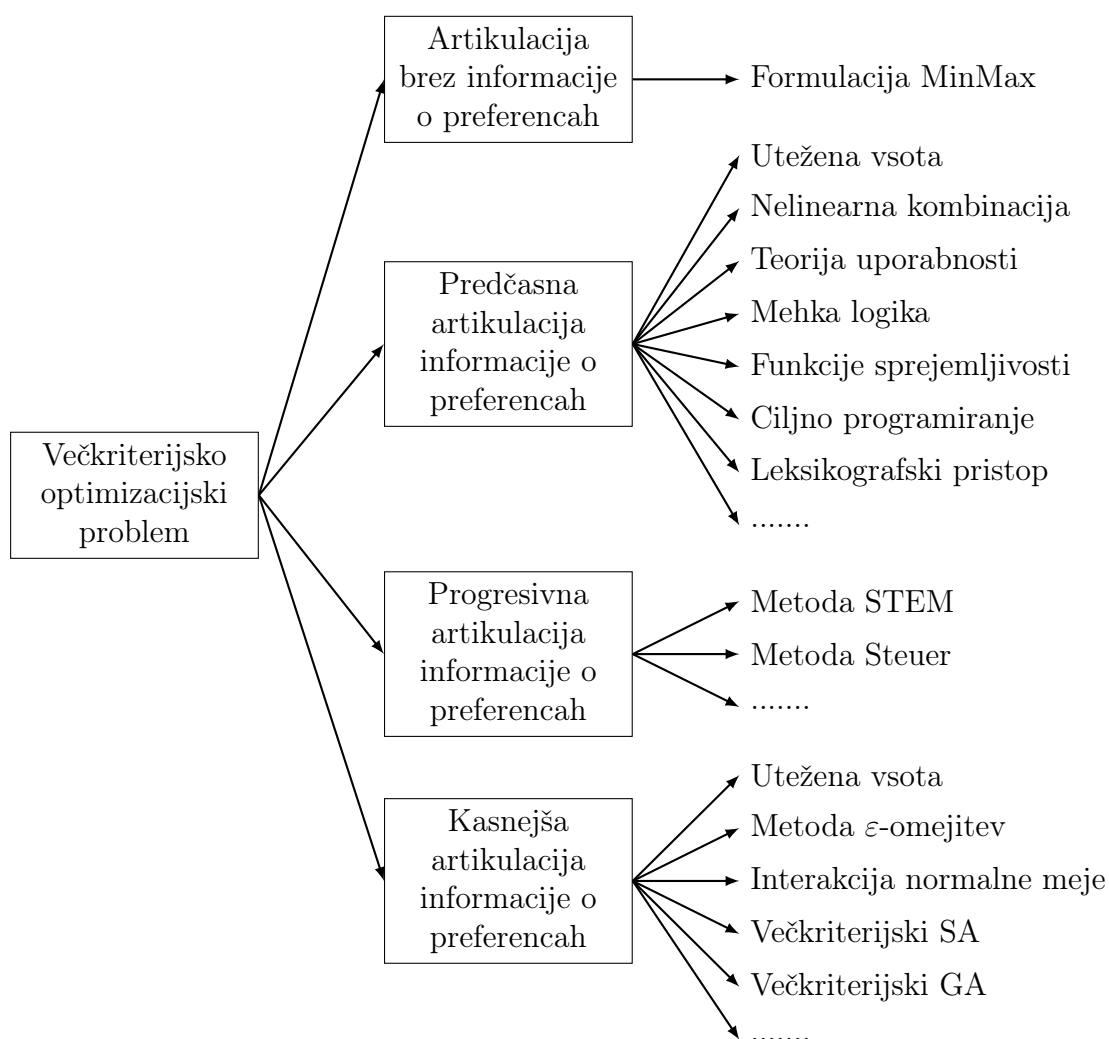 Artikulacija
brez informacije
o preferencah
Formulacija MinMax
Utežena vsota
Nelinearna kombinacija
Teorija uporabnosti
Mehka logika
Funkcije sprejemljivosti
Ciljno programiranje
Leksikografski pristop
.......
Predčasna
artikulacija
informacije o
preferencah
Večkriterijsko
optimizacijski
problem
Progresivna
artikulacija
informacije o
preferencah
Metoda STEM
Metoda Steuer
.......
Kasnejša
artikulacija
informacije o
preferencah
Utežena vsota
Metoda ε-omejitev
Interakcija normalne meje
Večkriterijski SA
Večkriterijski GA
.......